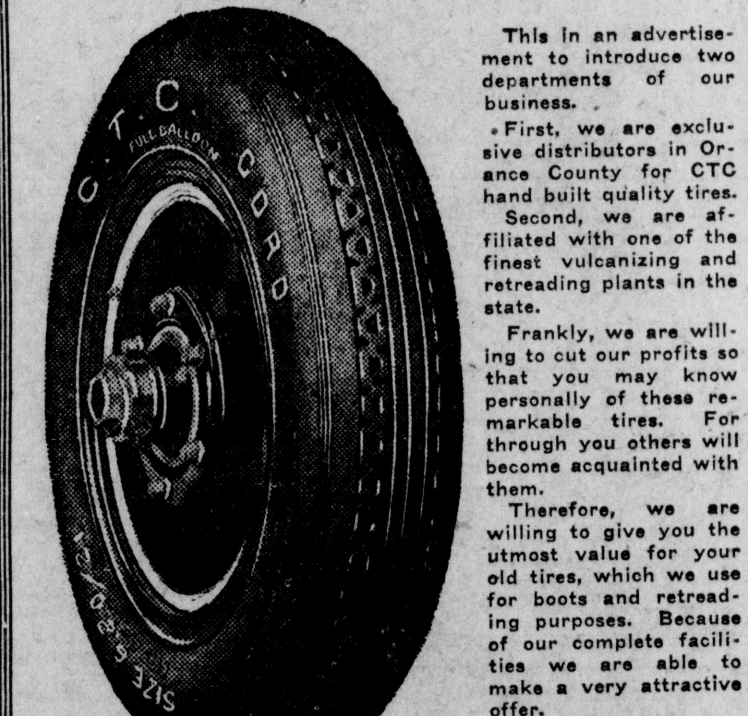 C. T. C. CORD
FULL BALLOON
SIZE 6.20/21
This in an advertise-
ment to introduce two
departments of our
business.
First, we are exclu-
sive distributors in Or-
ance County for CTC
hand built quality tires.
Second, we are af-
filiated with one of the
finest vulcanizing and
retreading plants in the
state.
Frankly, we are will-
ing to cut our profits so
that you may know
personally of these re-
markable tires. For
through you others will
become acquainted with
them.
Therefore, we are
willing to give you the
utmost value for your
old tires, which we use
for boots and retread-
ing purposes. Because
of our complete facili-
ties we are able to
make a very attractive
offer.